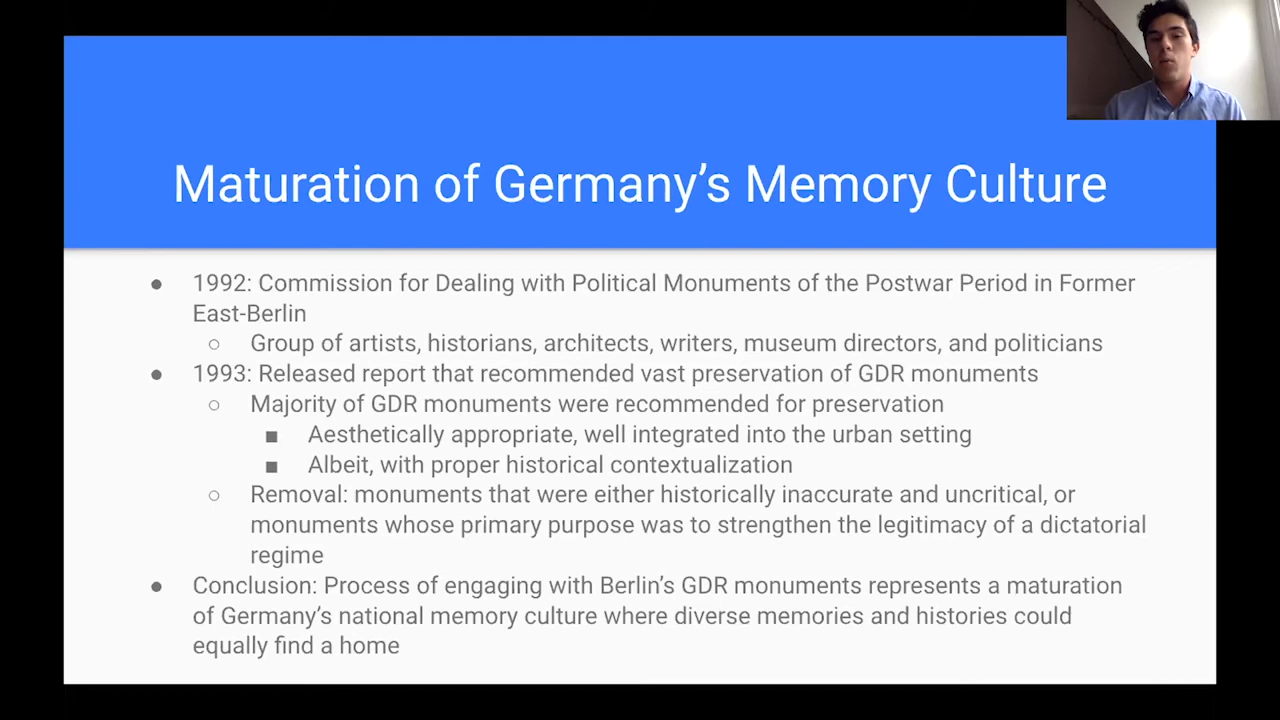 Maturation of Germany's Memory Culture
● 1992: Commission for Dealing with Political Monuments of the Postwar Period in Former
East-Berlin
○ Group of artists, historians, architects, writers, museum directors, and politicians
● 1993: Released report that recommended vast preservation of GDR monuments
○ Majority of GDR monuments were recommended for preservation
■ Aesthetically appropriate, well integrated into the urban setting
■ Albeit, with proper historical contextualization
○ Removal: monuments that were either historically inaccurate and uncritical, or
monuments whose primary purpose was to strengthen the legitimacy of a dictatorial
regime
● Conclusion: Process of engaging with Berlin's GDR monuments represents a maturation
of Germany's national memory culture where diverse memories and histories could
equally find a home